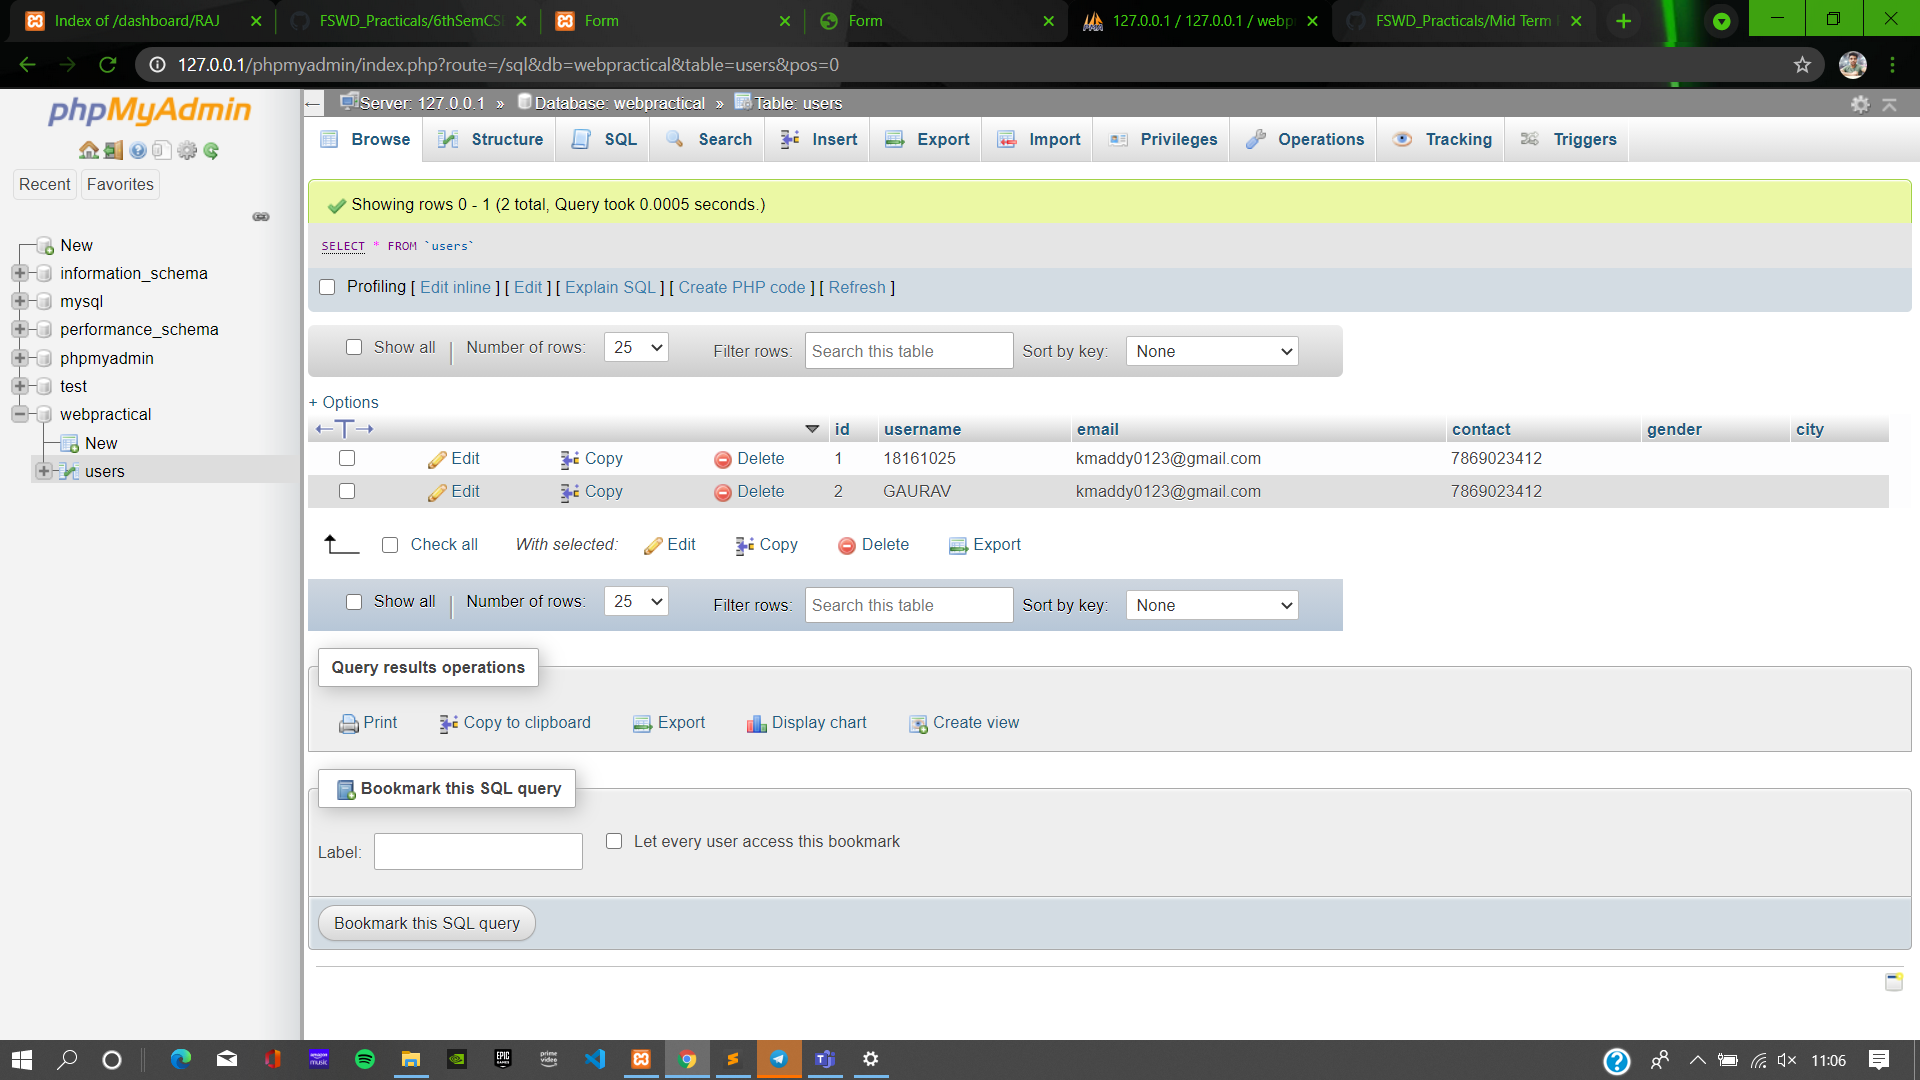 Index of /dashboard/RAJ
FSWD_Practicals/6thSemCS
Form
Form
127.0.0.1 / 127.0.0.1 / webp
FSWD_Practicals/Mid Term
127.0.0.1/phpmyadmin/index.php?route=/sql&db=webpractical&table=users&pos=0
phpMyAdmin
Recent
Favorites
New
information_schema
mysql
performance_schema
phpmyadmin
test
webpractical
New
users
Server: 127.0.0.1 » Database: webpractical » Table: users
Browse Structure SQL Search Insert Export Import Privileges Operations Tracking Triggers
Showing rows 0 - 1 (2 total, Query took 0.0005 seconds.)
SELECT * FROM `users`
Profiling [ Edit inline ] [ Edit ] [ Explain SQL ] [ Create PHP code ] [ Refresh ]
Show all Number of rows: 25 Filter rows: Search this table Sort by key: None
+ Options
id username email contact gender city
Edit Copy Delete 1 18161025 kmaddy0123@gmail.com 7869023412
Edit Copy Delete 2 GAURAV kmaddy0123@gmail.com 7869023412
Check all With selected: Edit Copy Delete Export
Show all Number of rows: 25 Filter rows: Search this table Sort by key: None
Query results operations
Print Copy to clipboard Export Display chart Create view
Bookmark this SQL query
Label: Let every user access this bookmark
Bookmark this SQL query
amazon music
EPIC GAMES
prime video
11:06